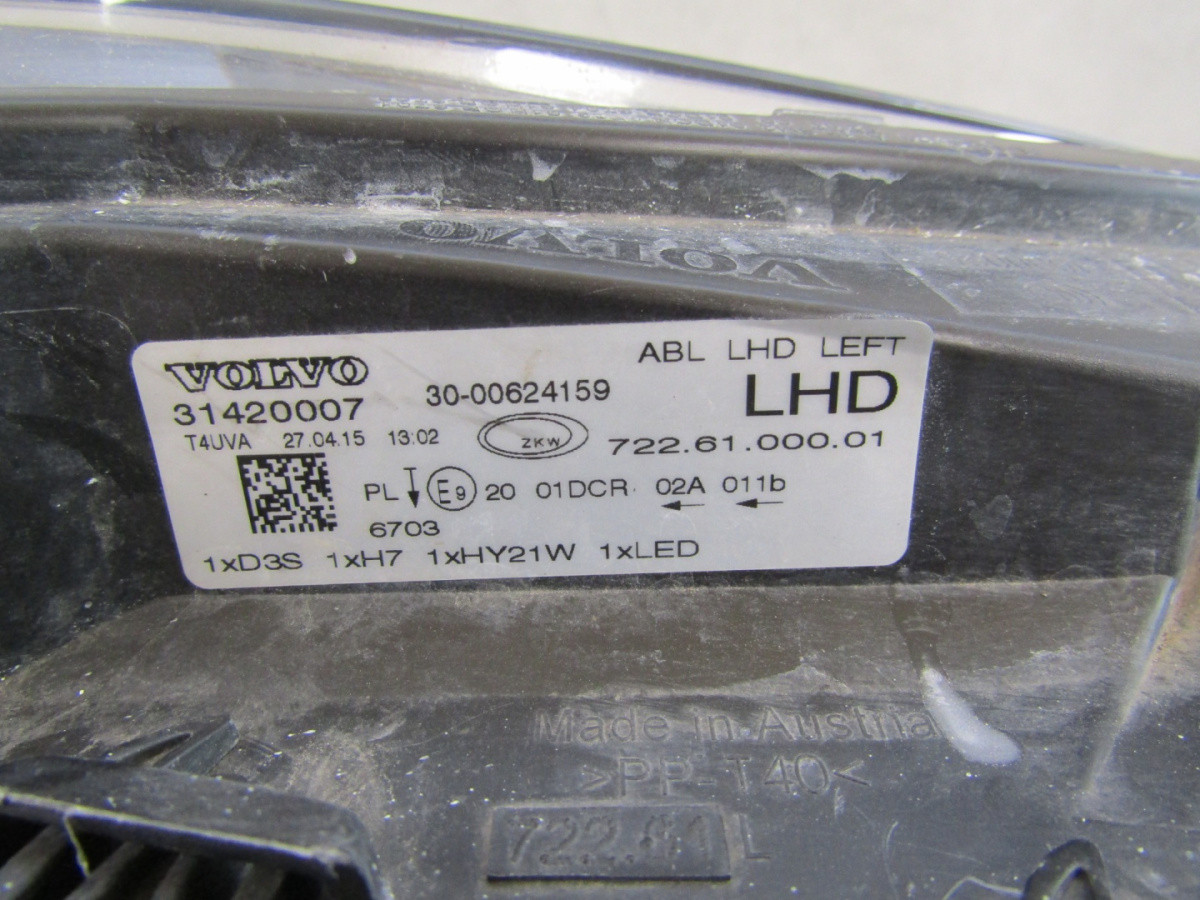 VOLVO
VOLVO
ABL LHD LEFT
31420007
30-00624159
LHD
T4UVA 27.04.15 13:02
ZKW
722.61.000.01
PL E9 20 01DCR 02A 011b
6703
1xD3S 1xH7 1xHY21W 1xLED
Made in Austria
>PP-T40<
L